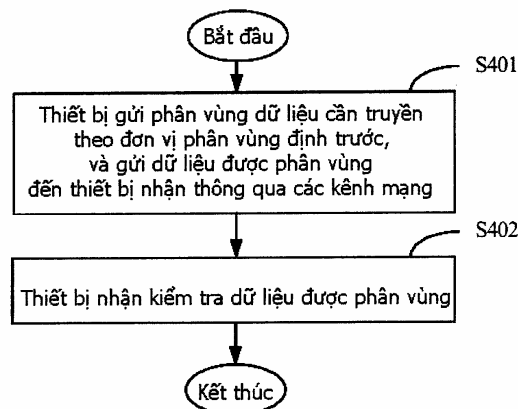 Bắt đầu
S401
Thiết bị gửi phân vùng dữ liệu cần truyền
theo đơn vị phân vùng định trước,
và gửi dữ liệu được phân vùng
đến thiết bị nhận thông qua các kênh mạng
S402
Thiết bị nhận kiểm tra dữ liệu được phân vùng
Kết thúc